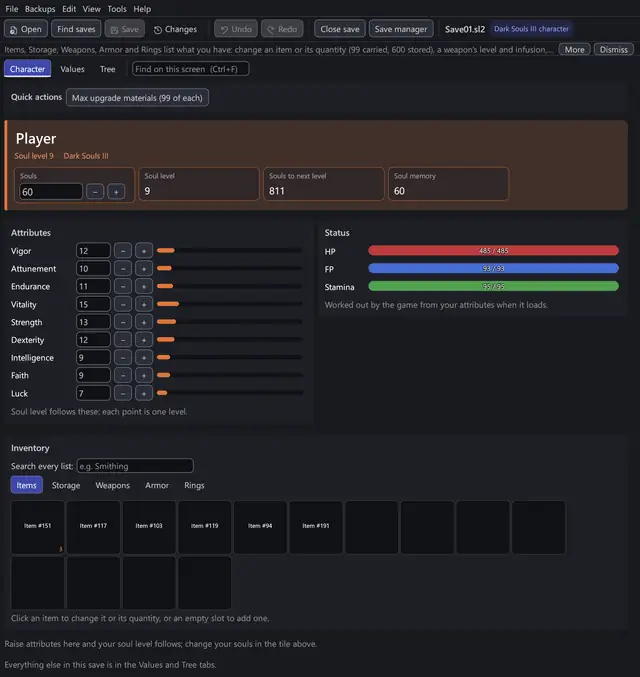 File Backups Edit View Tools Help
Open Find saves Save Changes Undo Redo Close save Save manager Save01.sl2 Dark Souls III character
Items, Storage, Weapons, Armor and Rings list what you have: change an item or its quantity (99 carried, 600 stored), a weapon's level and infusion,... More Dismiss
Character Values Tree Find on this screen (Ctrl+F)
Quick actions Max upgrade materials (99 of each)
Player
Soul level 9 Dark Souls III
Souls Soul level Souls to next level Soul memory
60 − + 9 811 60
Attributes
Vigor 12 − +
Attunement 10 − +
Endurance 11 − +
Vitality 15 − +
Strength 13 − +
Dexterity 12 − +
Intelligence 9 − +
Faith 9 − +
Luck 7 − +
Soul level follows these: each point is one level.
Status
HP 485 / 485
FP 93 / 93
Stamina 95 / 95
Worked out by the game from your attributes when it loads.
Inventory
Search every list: e.g. Smithing
Items Storage Weapons Armor Rings
Item #151 Item #117 Item #103 Item #119 Item #94 Item #191
Click an item to change it or its quantity, or an empty slot to add one.
Raise attributes here and your soul level follows; change your souls in the tile above.
Everything else in this save is in the Values and Tree tabs.